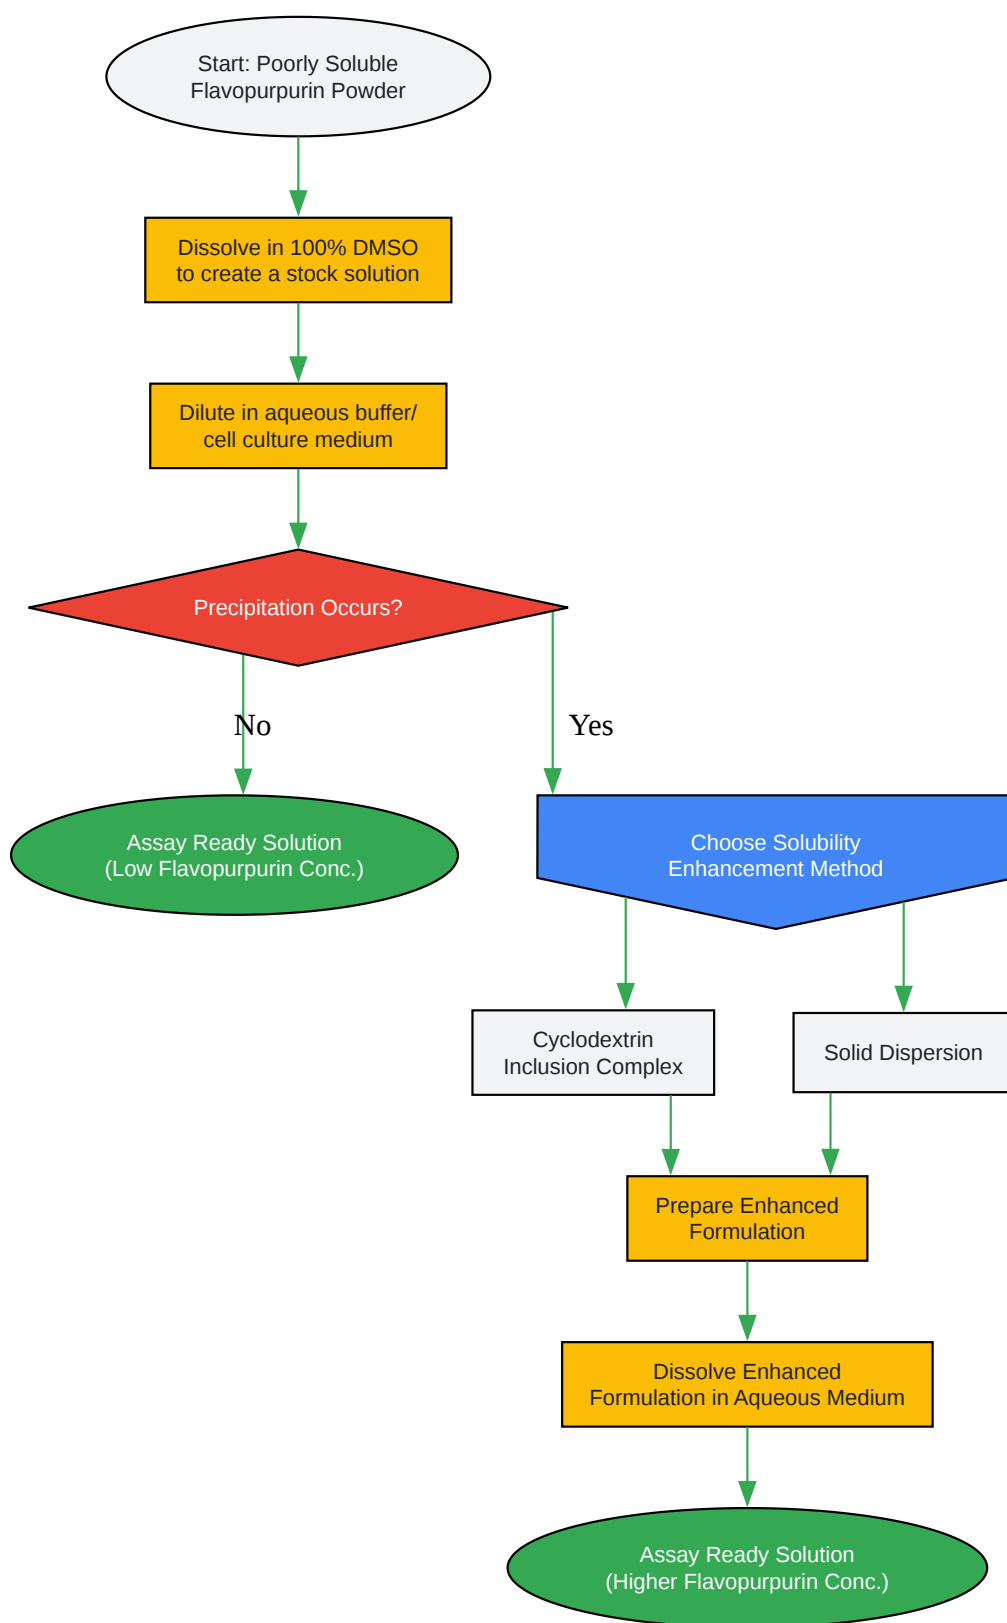 Start: Poorly Soluble
Flavopurpurin Powder
Dissolve in 100% DMSO
to create a stock solution
Dilute in aqueous buffer/
cell culture medium
Precipitation Occurs?
No
Yes
Assay Ready Solution
(Low Flavopurpurin Conc.)
Choose Solubility
Enhancement Method
Cyclodextrin
Inclusion Complex
Solid Dispersion
Prepare Enhanced
Formulation
Dissolve Enhanced
Formulation in Aqueous Medium
Assay Ready Solution
(Higher Flavopurpurin Conc.)